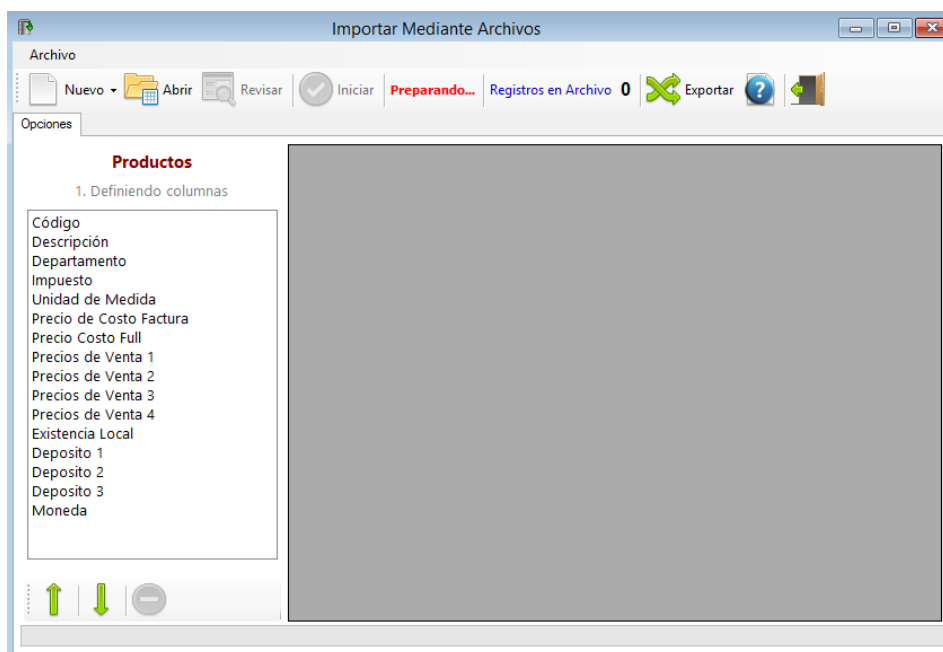 Importar Mediante Archivos
Archivo
Nuevo Abrir Revisar Iniciar Preparando... Registros en Archivo 0 Exportar ?
Opciones
Productos
1. Definiendo columnas
Código
Descripción
Departamento
Impuesto
Unidad de Medida
Precio de Costo Factura
Precio Costo Full
Precios de Venta 1
Precios de Venta 2
Precios de Venta 3
Precios de Venta 4
Existencia Local
Deposito 1
Deposito 2
Deposito 3
Moneda